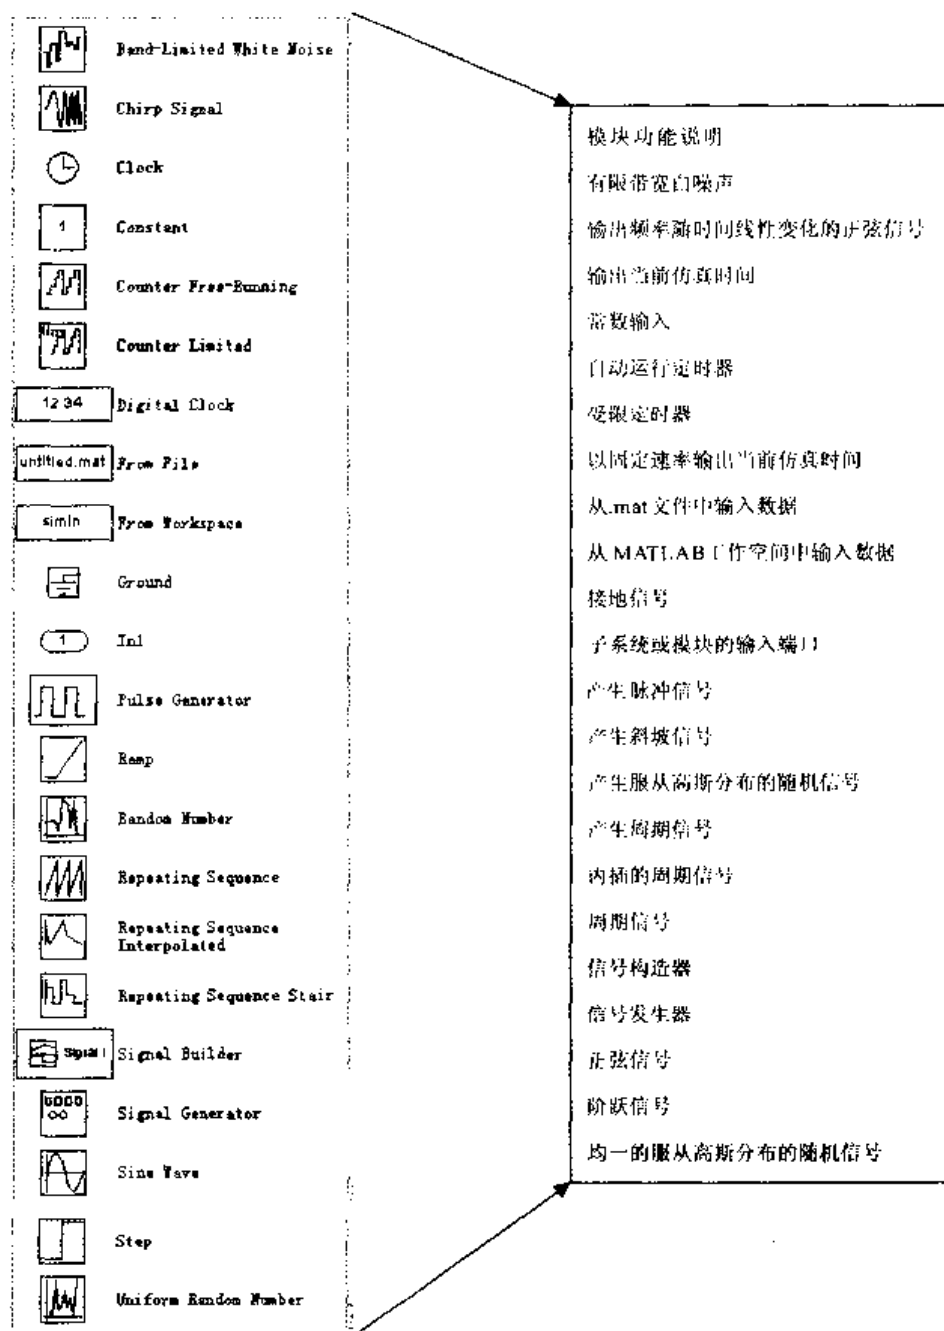 Band-Limited White Noise
Chirp Signal
Clock
1
Constant
Counter Free-Running
Counter Limited
12:34
Digital Clock
untitled.mat
From File
simin
From Workspace
Ground
1
In1
Pulse Generator
Ramp
Random Number
Repeating Sequence
Repeating Sequence
Interpolated
Repeating Sequence Stair
Signal 1
Signal Builder
Signal Generator
Sine Wave
Step
Uniform Random Number
模块功能说明
有限带宽白噪声
输出频率随时间线性变化的正弦信号
输出当前仿真时间
常数输入
自动运行定时器
受限定时器
以固定速率输出当前仿真时间
从.mat 文件中输入数据
从 MATLAB 工作空间中输入数据
接地信号
子系统或模块的输入端口
产生脉冲信号
产生斜坡信号
产生服从高斯分布的随机信号
产生周期信号
内插的周期信号
周期信号
信号构造器
信号发生器
正弦信号
阶跃信号
均一的服从高斯分布的随机信号